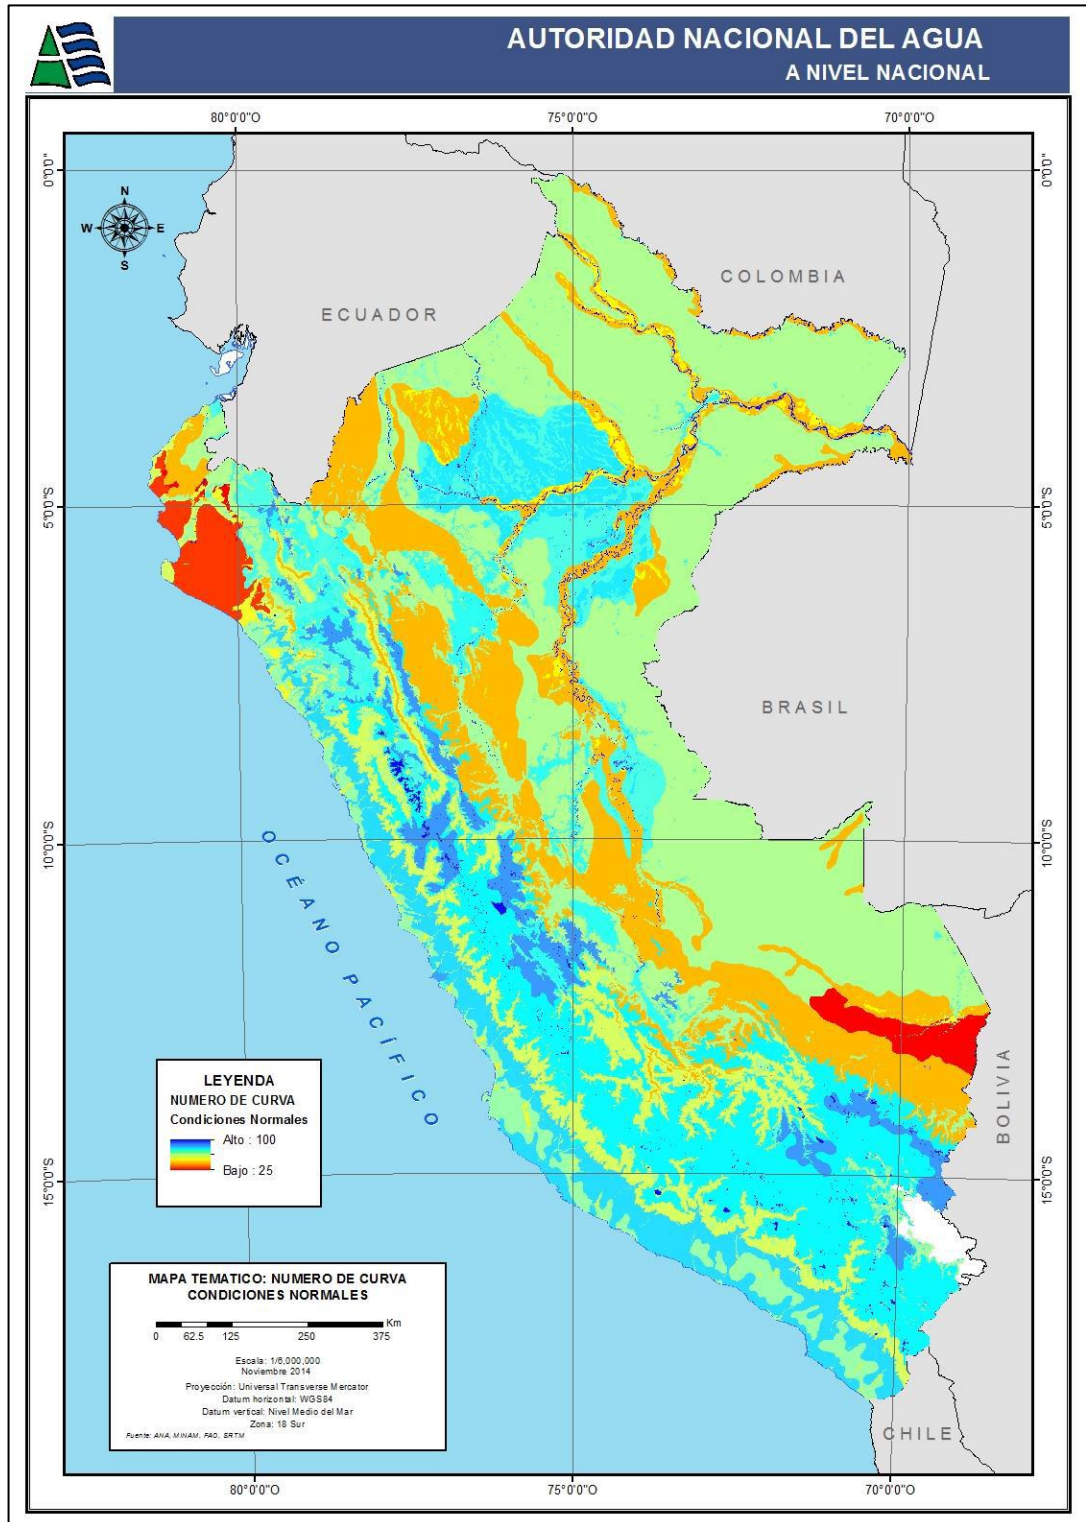 AUTORIDAD NACIONAL DEL AGUA
A NIVEL NACIONAL
80°0'0"O
75°0'0"O
70°0'0"O
0°0'0"
0°0'0"
N
W
E
S
COLOMBIA
ECUADOR
5°0'0"S
5°0'0"S
BRASIL
10°0'0"S
10°0'0"S
OCÉANO PACÍFICO
BOLIVIA
LEYENDA
NUMERO DE CURVA
Condiciones Normales
Alto : 100
Bajo : 25
15°0'0"S
15°0'0"S
MAPA TEMATICO: NUMERO DE CURVA
CONDICIONES NORMALES
Km
0 62.5 125 250 375
Escala: 1/6,000,000
Noviembre 2014
Proyección: Universal Transverse Mercator
Datum horizontal: WGS84
Datum vertical: Nivel Medio del Mar
Zona: 18 Sur
Fuente: ANA, MINAM, FAO, SRTM
CHILE
80°0'0"O
75°0'0"O
70°0'0"O